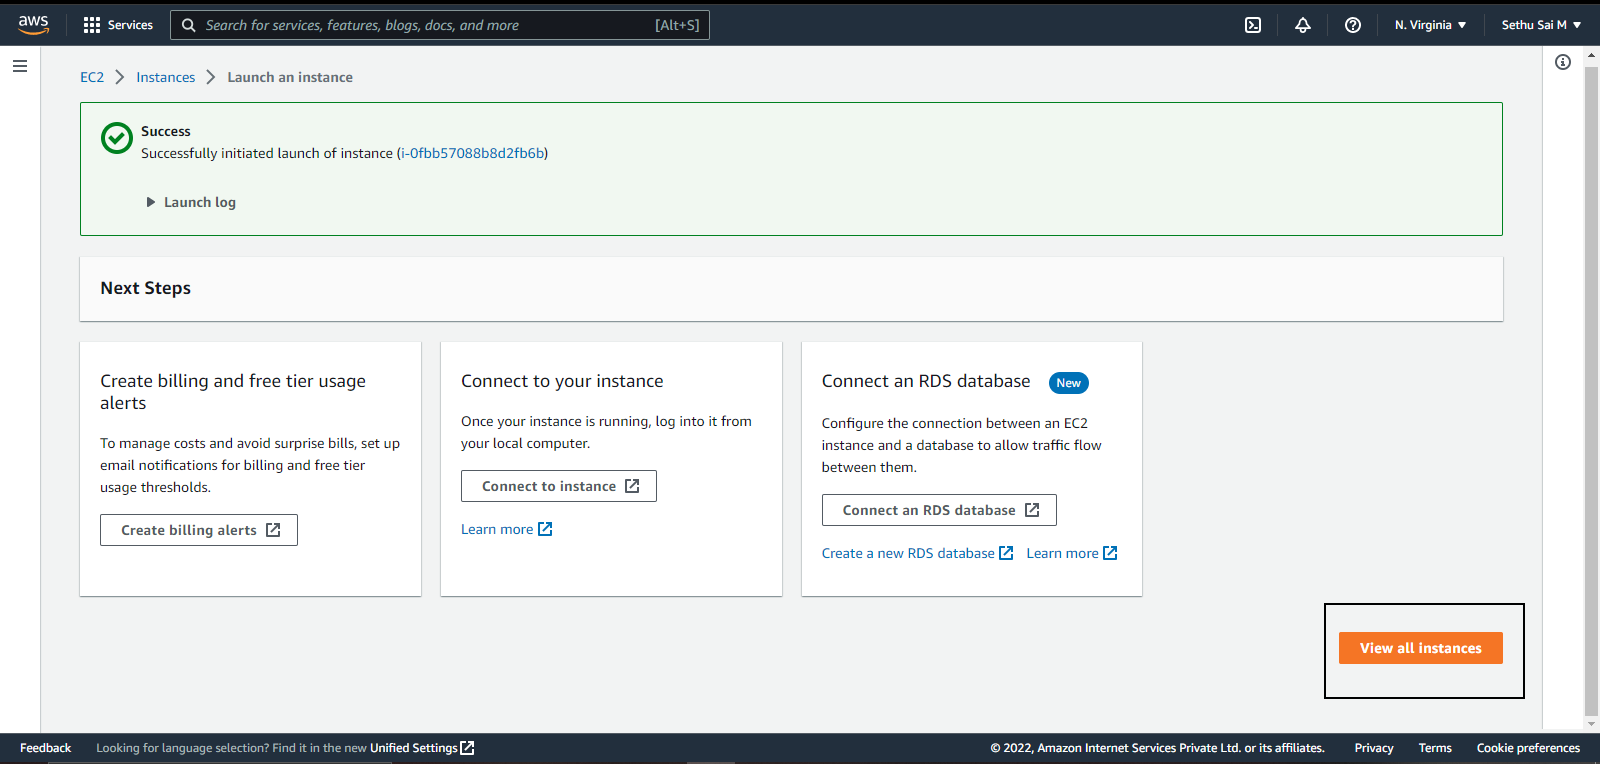 aws
Services
Search for services, features, blogs, docs, and more [Alt+S]
N. Virginia
Sethu Sai M
EC2 Instances Launch an instance
Success
Successfully initiated launch of instance (i-0fbb57088b8d2fb6b)
Launch log
Next Steps
Create billing and free tier usage
alerts
To manage costs and avoid surprise bills, set up
email notifications for billing and free tier
usage thresholds.
Create billing alerts
Connect to your instance
Once your instance is running, log into it from
your local computer.
Connect to instance
Learn more
Connect an RDS database New
Configure the connection between an EC2
instance and a database to allow traffic flow
between them.
Connect an RDS database
Create a new RDS database Learn more
View all instances
Feedback Looking for language selection? Find it in the new Unified Settings © 2022, Amazon Internet Services Private Ltd. or its affiliates. Privacy Terms Cookie preferences